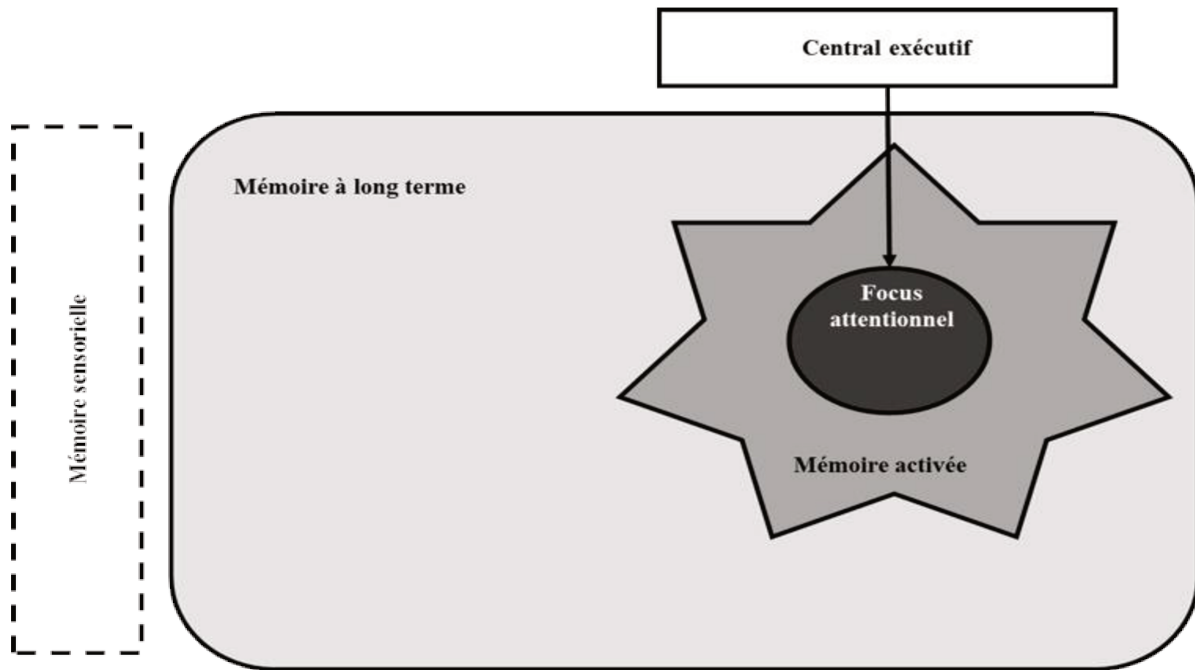 Central exécutif
Mémoire à long terme
Mémoire sensorielle
Focus
attentionnel
Mémoire activée